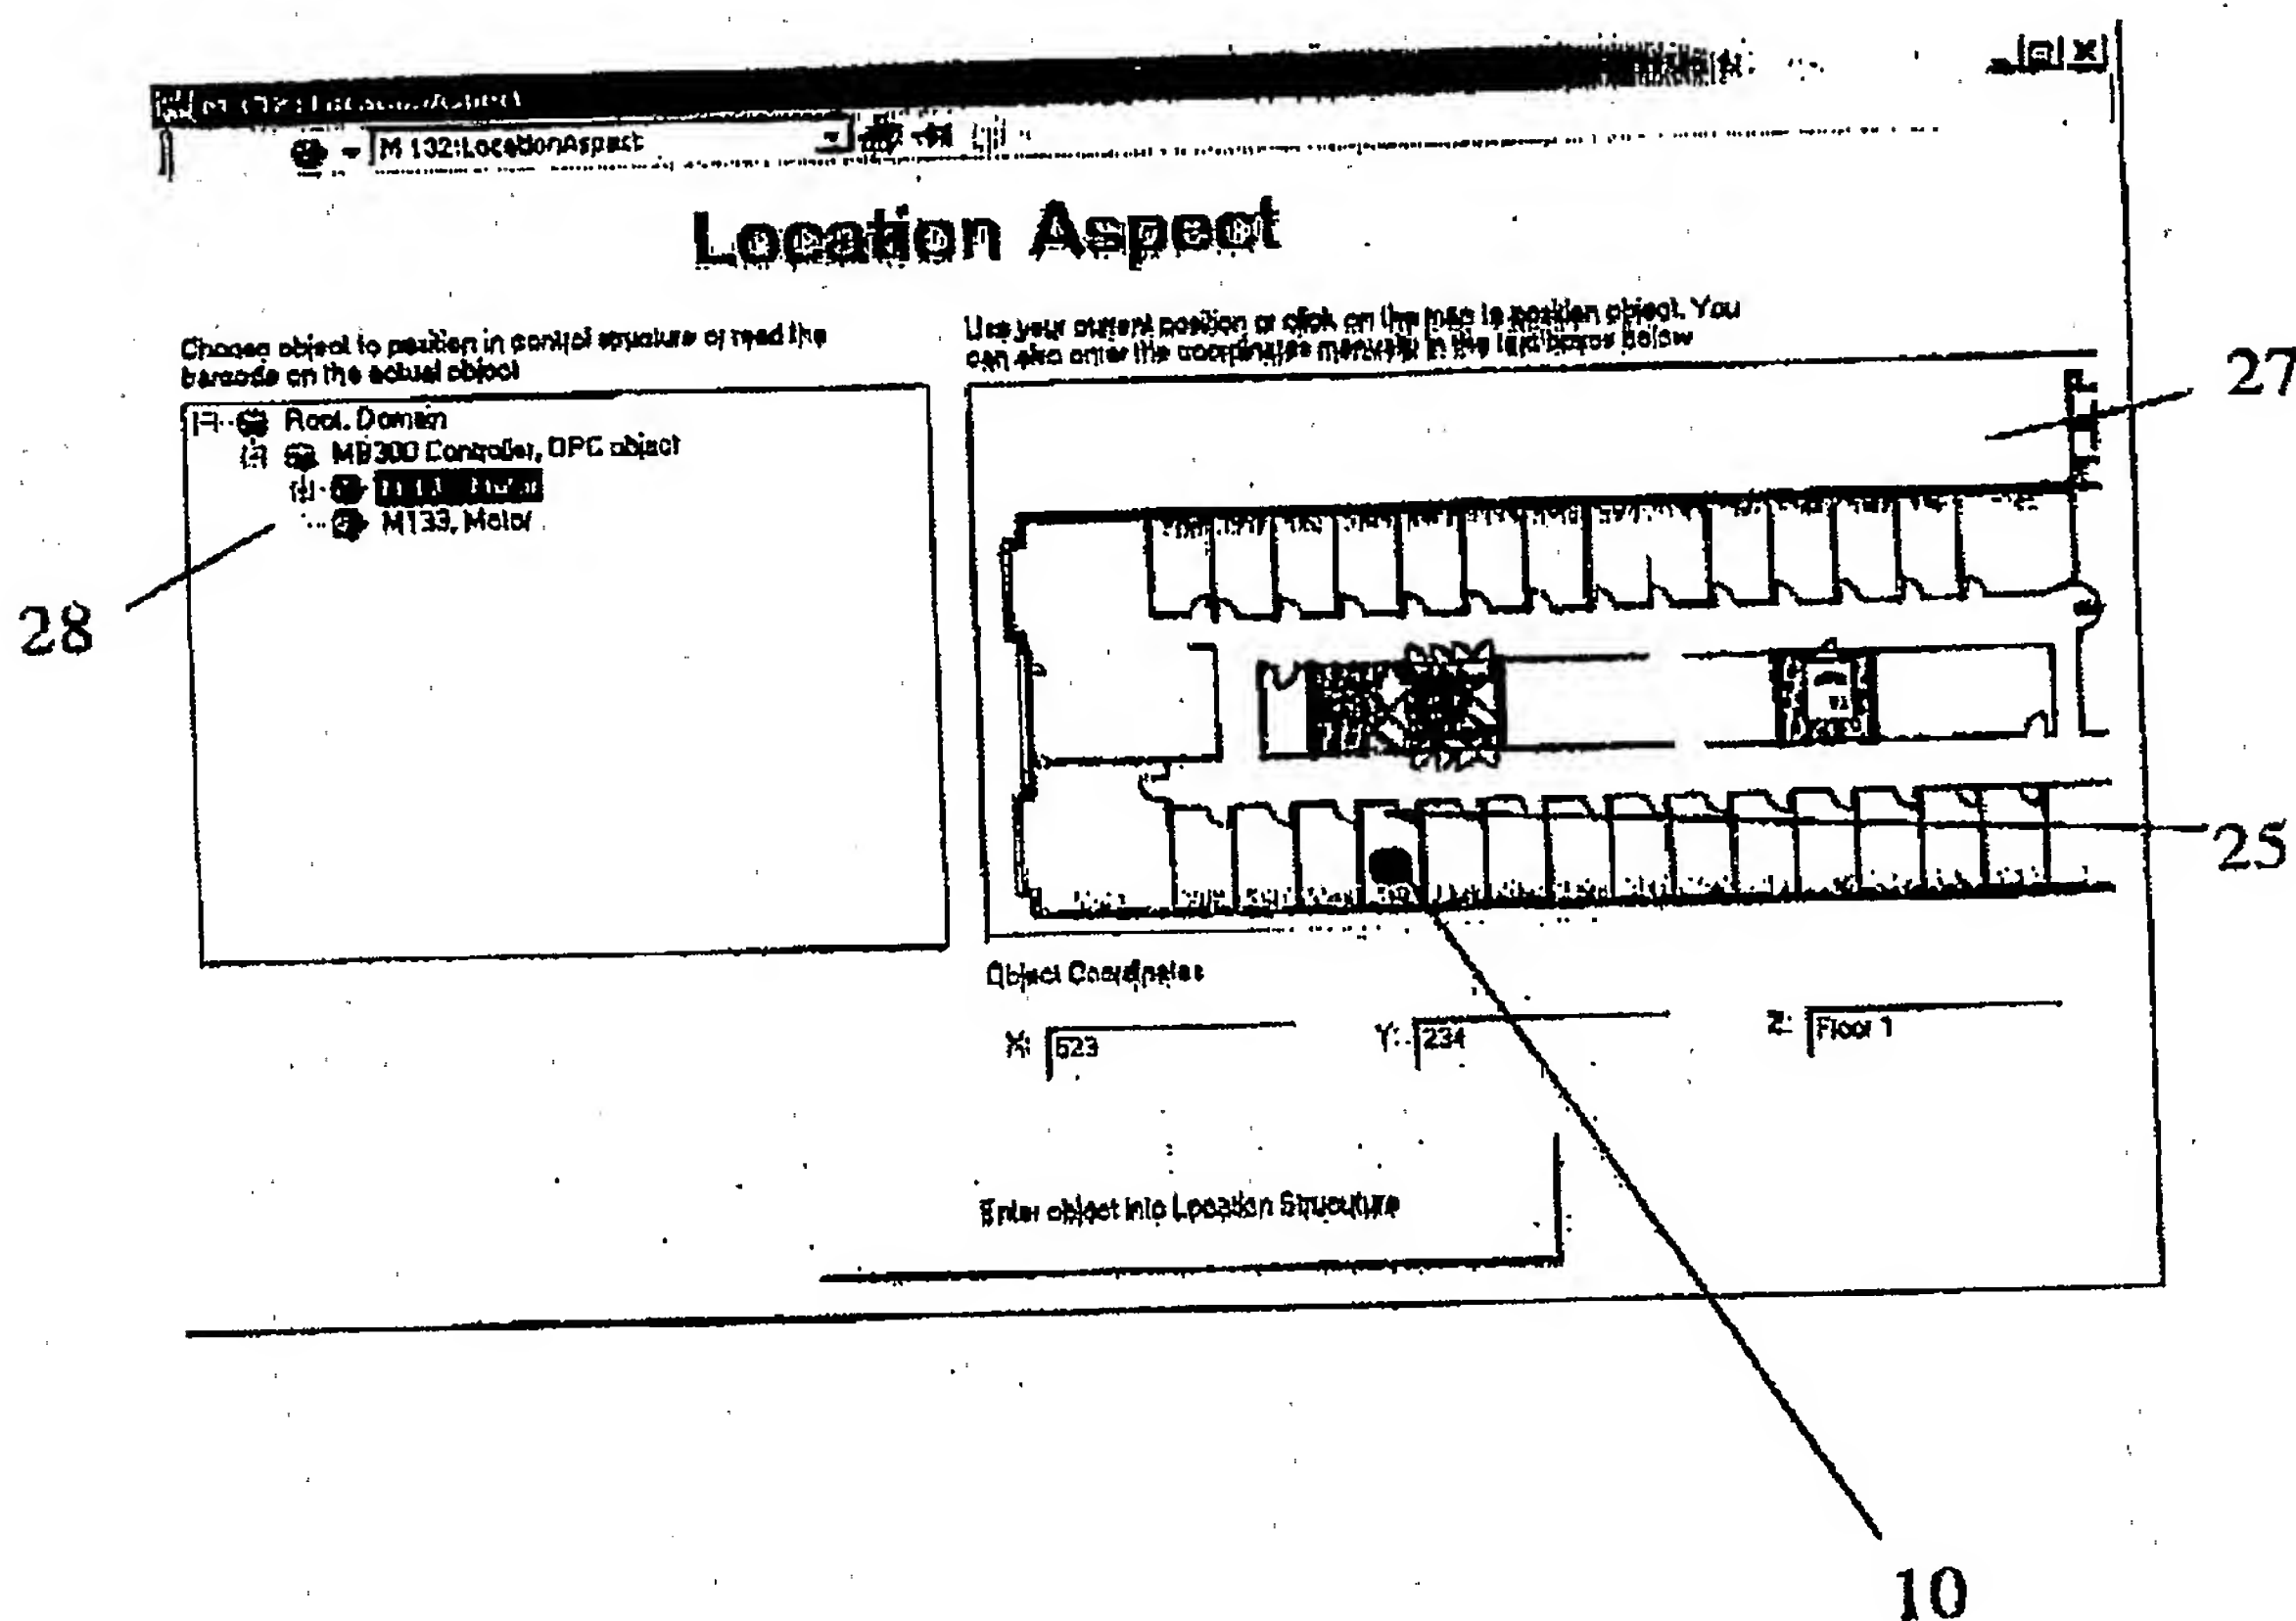 M 132:LocationAspect
Location Aspect
Choose object to position in control structure or read the
barcode on the actual object
Use your current position or click on the map to position object. You
can also enter the coordinates manually in the text boxes below
27
Root, Domain
MB300 Controller, OPC object
M133, Motor
28
25
Object Coordinates
X: 523
Y: 234
Z: Floor 1
Enter object into Location Strucuture
10